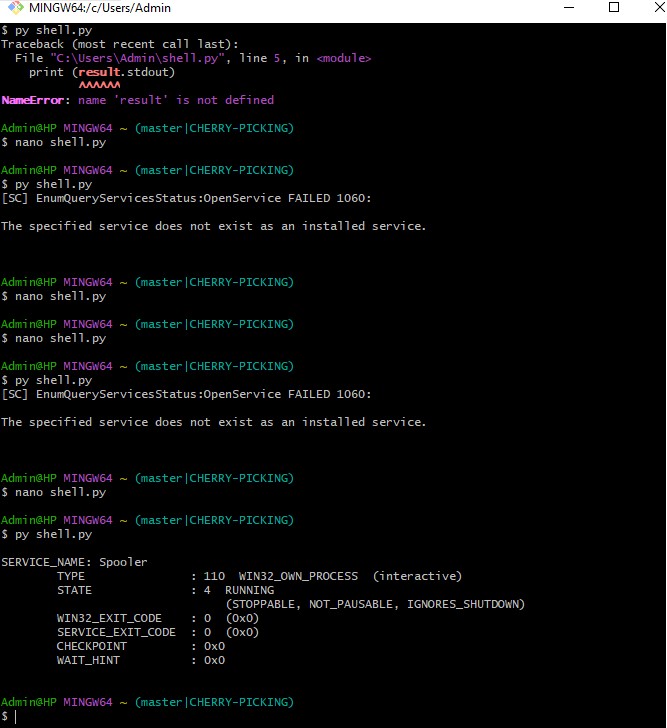 MINGW64:/c/Users/Admin
$ py shell.py
Traceback (most recent call last):
  File "C:\Users\Admin\shell.py", line 5, in <module>
    print (result.stdout)
           ^^^^^^
NameError: name 'result' is not defined
Admin@HP MINGW64 ~ (master|CHERRY-PICKING)
$ nano shell.py
Admin@HP MINGW64 ~ (master|CHERRY-PICKING)
$ py shell.py
[SC] EnumQueryServicesStatus:OpenService FAILED 1060:
The specified service does not exist as an installed service.
Admin@HP MINGW64 ~ (master|CHERRY-PICKING)
$ nano shell.py
Admin@HP MINGW64 ~ (master|CHERRY-PICKING)
$ nano shell.py
Admin@HP MINGW64 ~ (master|CHERRY-PICKING)
$ py shell.py
[SC] EnumQueryServicesStatus:OpenService FAILED 1060:
The specified service does not exist as an installed service.
Admin@HP MINGW64 ~ (master|CHERRY-PICKING)
$ nano shell.py
Admin@HP MINGW64 ~ (master|CHERRY-PICKING)
$ py shell.py
SERVICE_NAME: Spooler
        TYPE               : 110  WIN32_OWN_PROCESS  (interactive)
        STATE              : 4  RUNNING
                                (STOPPABLE, NOT_PAUSABLE, IGNORES_SHUTDOWN)
        WIN32_EXIT_CODE    : 0  (0x0)
        SERVICE_EXIT_CODE  : 0  (0x0)
        CHECKPOINT         : 0x0
        WAIT_HINT          : 0x0
Admin@HP MINGW64 ~ (master|CHERRY-PICKING)
$